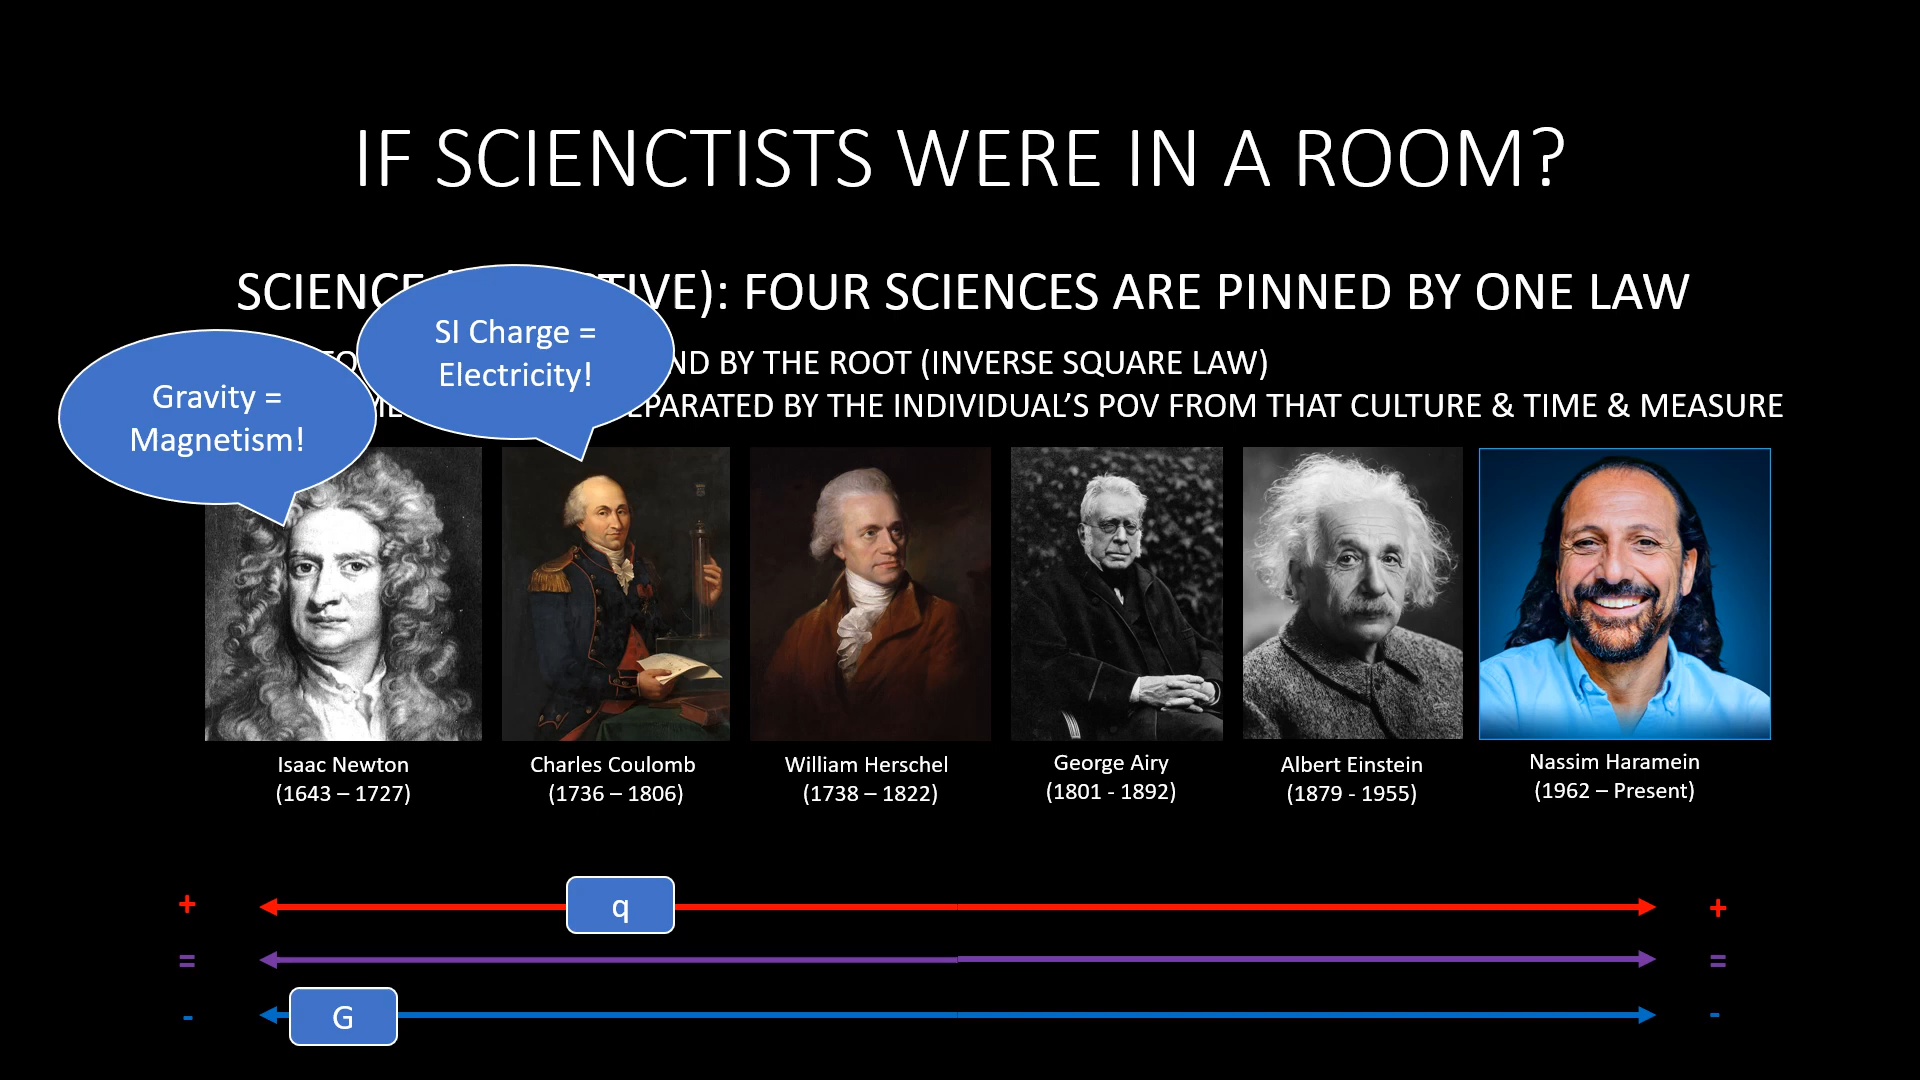 IF SCIENCTISTS WERE IN A ROOM?
SCIENCE TIVE): FOUR SCIENCES ARE PINNED BY ONE LAW
SI Charge =
Electricity!
BY THE ROOT (INVERSE SQUARE LAW)
Gravity =
Magnetism!
BY THE INDIVIDUAL’S POV FROM THAT CULTURE & TIME & MEASURE
Isaac Newton
(1643 – 1727)
Charles Coulomb
(1736 – 1806)
William Herschel
(1738 – 1822)
George Airy
(1801 - 1892)
Albert Einstein
(1879 - 1955)
Nassim Haramein
(1962 – Present)
+ q +
= =
- G -